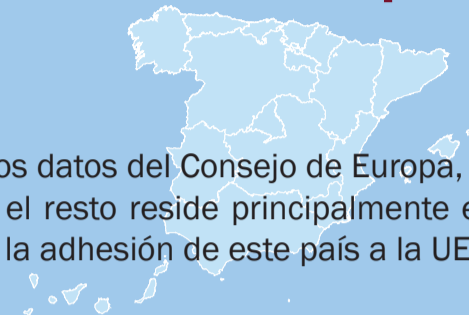 os datos del Consejo de Europa,
el resto reside principalmente e
la adhesión de este país a la UE